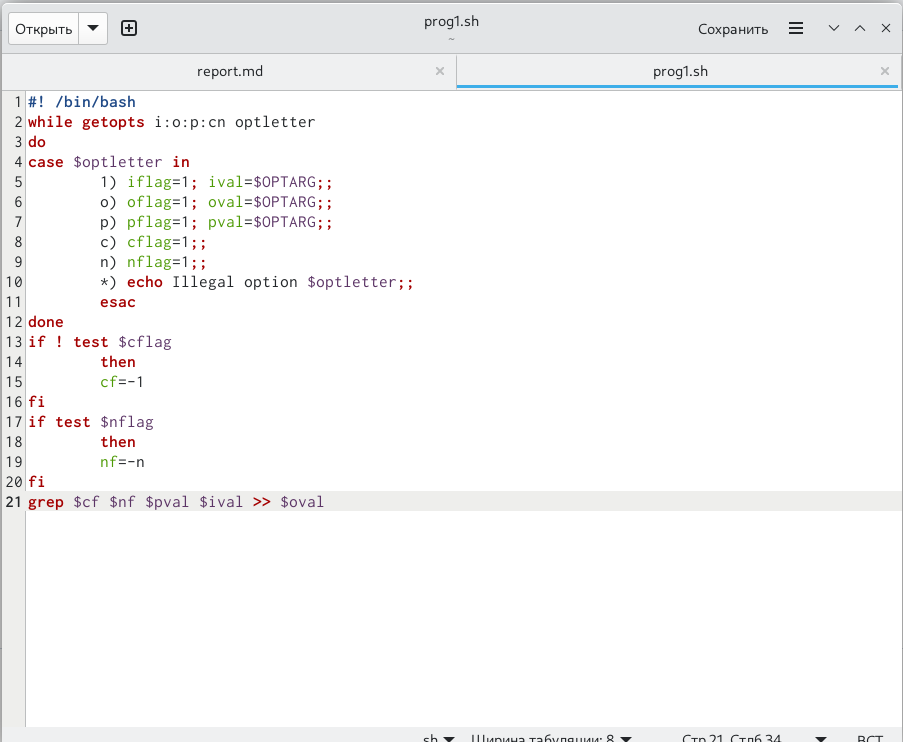 Открыть
prog1.sh
~
Сохранить
report.md
prog1.sh
1 #! /bin/bash
2 while getopts i:o:p:cn optletter
3 do
4 case $optletter in
5 1) iflag=1; ival=$OPTARG;;
6 o) oflag=1; oval=$OPTARG;;
7 p) pflag=1; pval=$OPTARG;;
8 c) cflag=1;;
9 n) nflag=1;;
10 *) echo Illegal option $optletter;;
11 esac
12 done
13 if ! test $cflag
14 then
15 cf=-1
16 fi
17 if test $nflag
18 then
19 nf=-n
20 fi
21 grep $cf $nf $pval $ival >> $oval
sh
Ширина табуляции: 8
Стр 21, Стлб 34
ВСТ